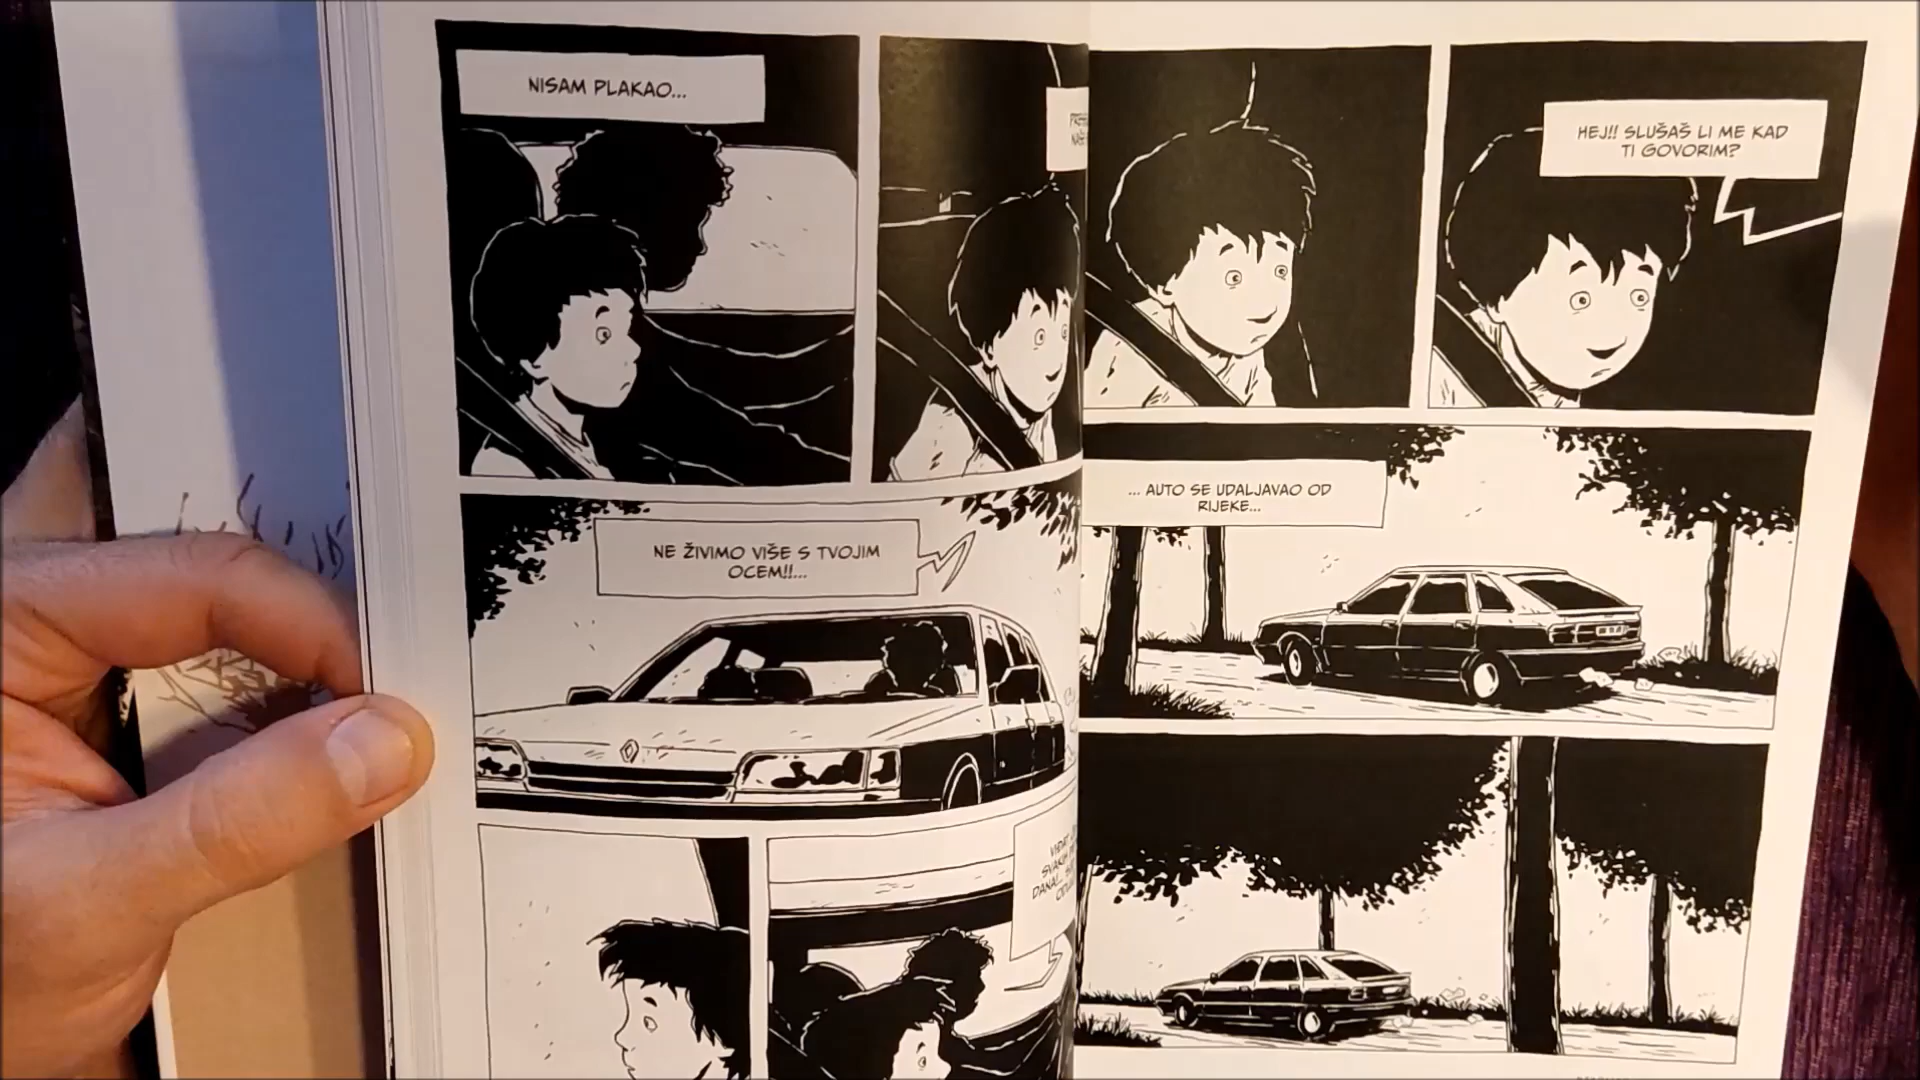 NISAM PLAKAO...
NE ŽIVIMO VIŠE S TVOJIM
OCEM!!...
SVAKIH
HEJ!! SLUŠAŠ LI ME KAD
TI GOVORIM?
... AUTO SE UDALJAVAO OD
RIJEKE...